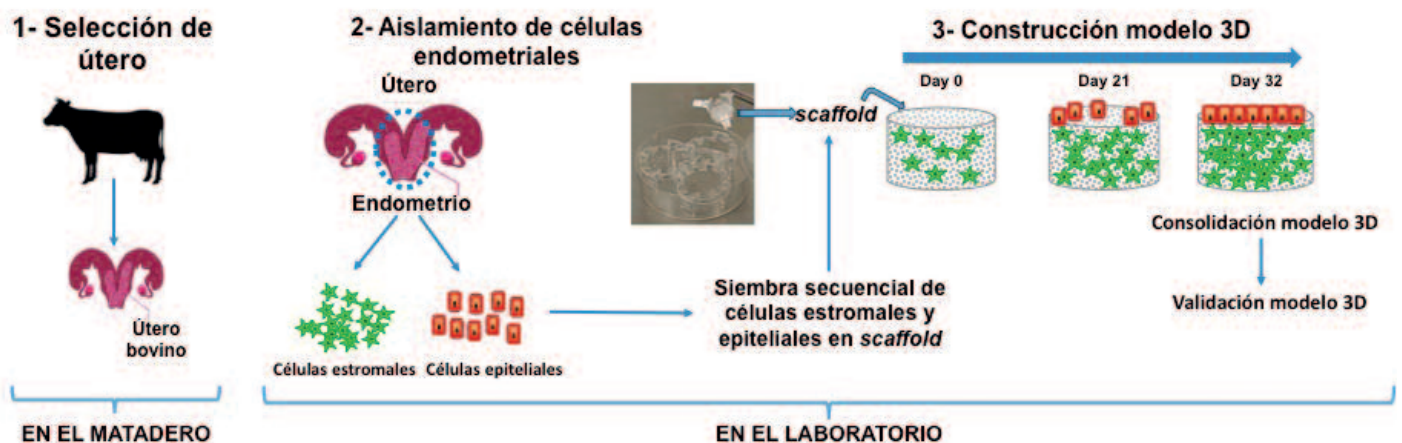 1- Selección de
útero
Útero
bovino
EN EL MATADERO
2- Aislamiento de células
endometriales
Útero
Endometrio
Células estromales
Células epiteliales
Siembra secuencial de
células estromales y
epiteliales en scaffold
scaffold
3- Construcción modelo 3D
Day 0
Day 21
Day 32
Consolidación modelo 3D
Validación modelo 3D
EN EL LABORATORIO